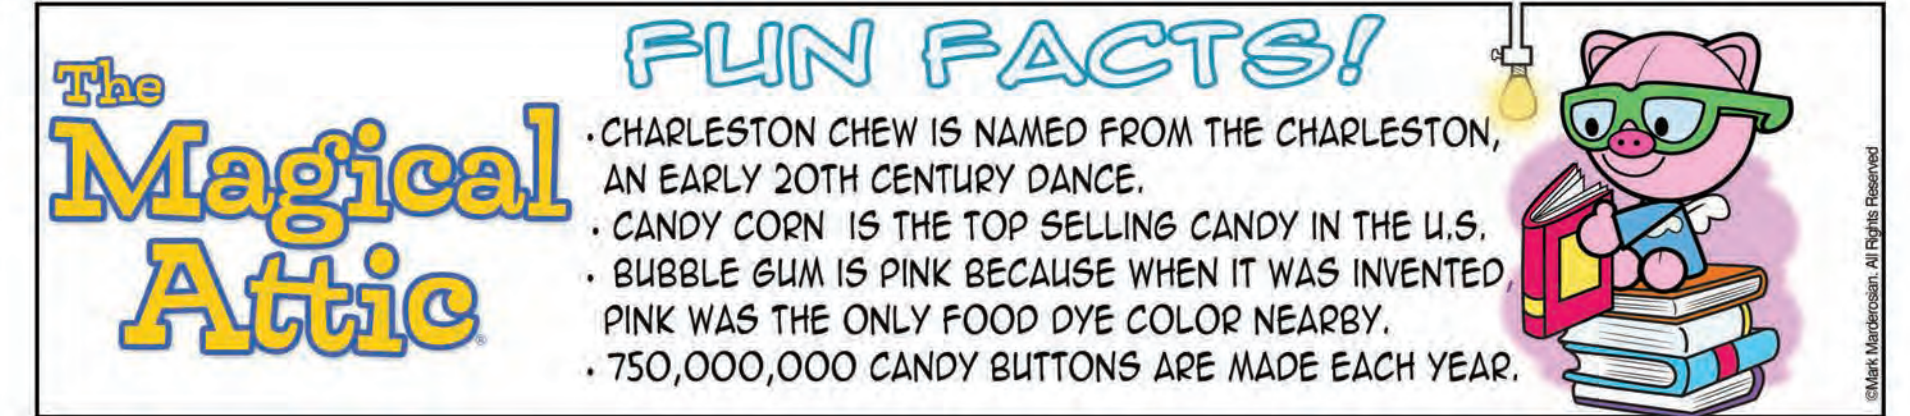 The
Magical
Attic®
FUN FACTS!
• CHARLESTON CHEW IS NAMED FROM THE CHARLESTON,
AN EARLY 20TH CENTURY DANCE.
• CANDY CORN IS THE TOP SELLING CANDY IN THE U.S.
• BUBBLE GUM IS PINK BECAUSE WHEN IT WAS INVENTED,
PINK WAS THE ONLY FOOD DYE COLOR NEARBY.
• 750,000,000 CANDY BUTTONS ARE MADE EACH YEAR.
©Mark Marderosian. All Rights Reserved